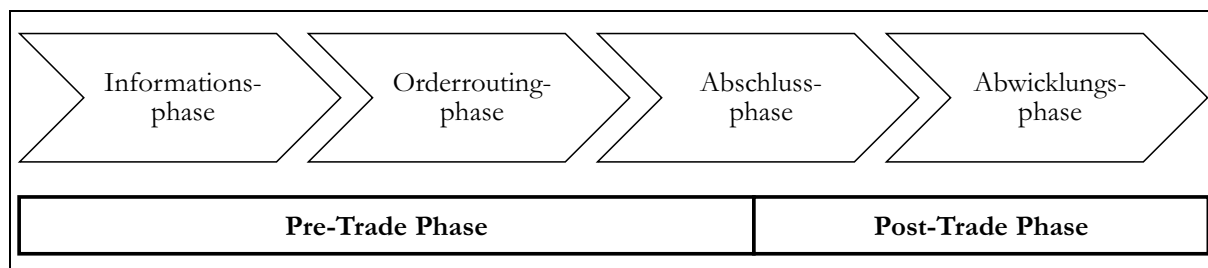 Informations-
phase
Orderrouting-
phase
Abschluss-
phase
Abwicklungs-
phase
Pre-Trade Phase
Post-Trade Phase